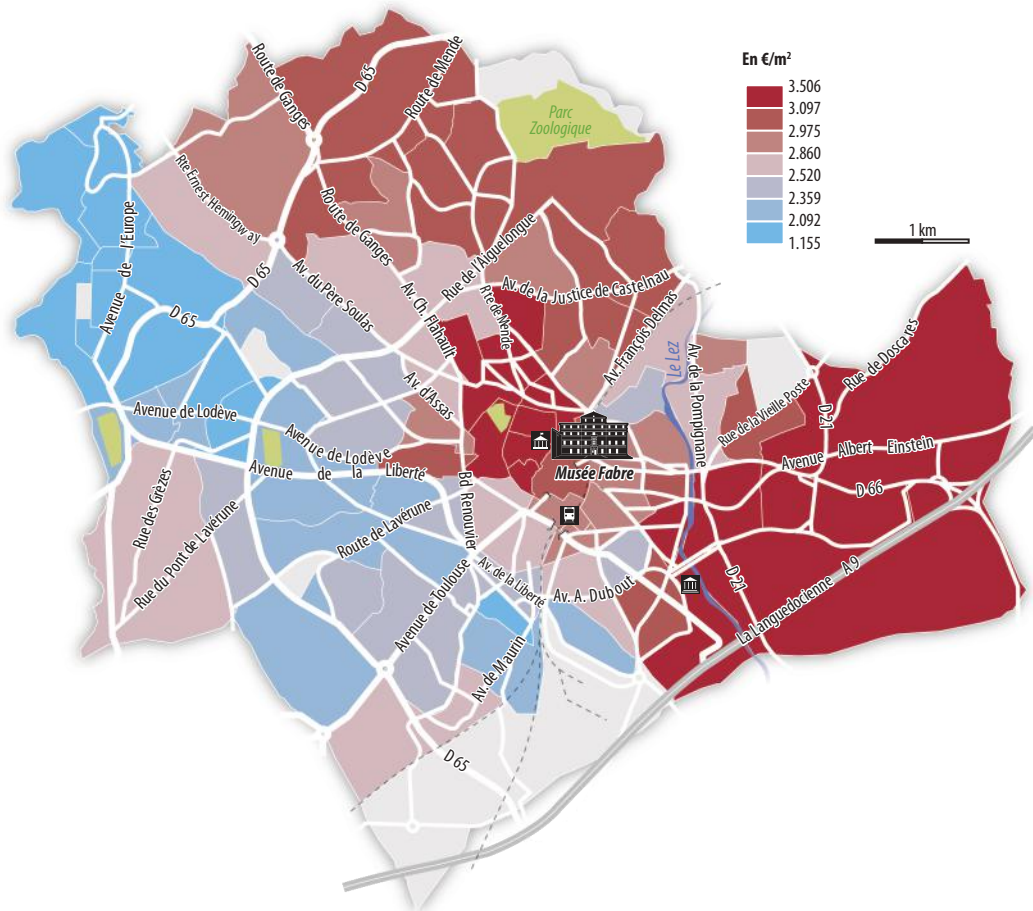 En €/m²
3.506
3.097
2.975
2.860
2.520
2.359
2.092
1.155
1 km
Parc
Zoologique
Route de Ganges
D 65
Route de Mende
Rte Ernest Hemingway
Route de Ganges
Avenue de l'Europe
D 65
D 65
Av. du Père Soulas
Av. Ch. Flahault
Rue de l'Aiguelongue
Rte de Mende
Av. de la Justice de Castelnau
Av. François Delmas
Le Lez
Av. de la Pompignane
Rue de la Vieille Poste
D 21
Rue de Doscares
Av. d'Assas
Avenue de Lodève
Avenue de Lodève
Avenue de la Liberté
Avenue Albert Einstein
D 66
Musée Fabre
Bd Renouvier
Rue des Grèzes
Rue du Pont de Lavérune
Route de Lavérune
Avenue de Toulouse
Av. de la Liberté
Av. A. Dubout
D 21
La Languedocienne A 9
Av. de Maurin
D 65